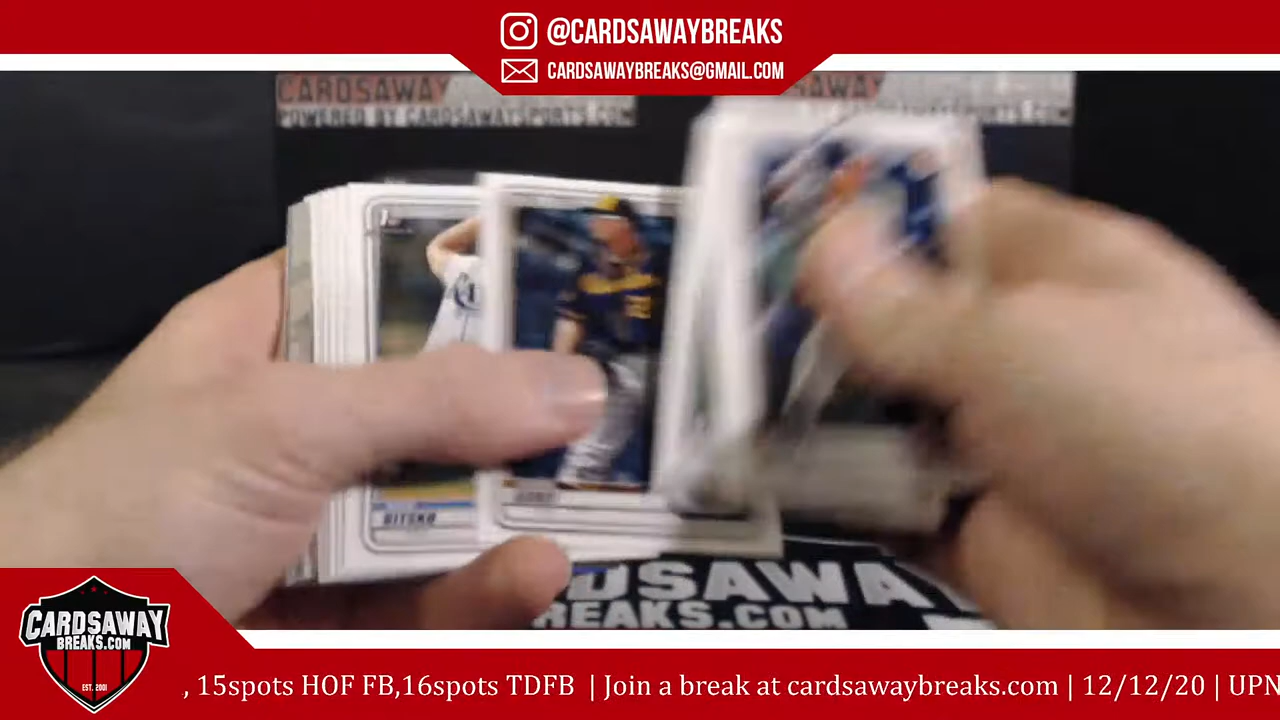 @CARDSAWAYBREAKS
CARDSAWAYBREAKS@GMAIL.COM
CARDSAWAY
POWERED BY CARDSAWAYSPORTS.COM
BITSKO
CARDSAWAY
BREAKS.COM
EST. 2001
, 15spots HOF FB,16spots TDFB | Join a break at cardsawaybreaks.com | 12/12/20 | UPN